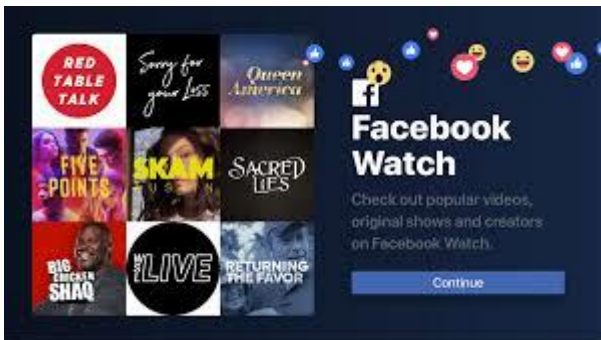 RED
TABLE
TALK
Sorry for
your Loss
Queen
America
FIVE
POINTS
SKAM
AUSTIN
SACRED
LIES
BIG
CHICKEN
SHAQ
LIVE
RETURNING
THE FAVOR
f
Facebook
Watch
Check out popular videos,
original shows and creators
on Facebook Watch.
Continue